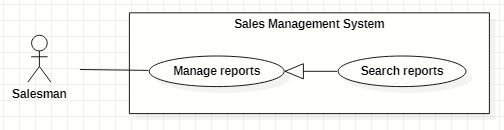 Sales Management System
Manage reports
Search reports
Salesman